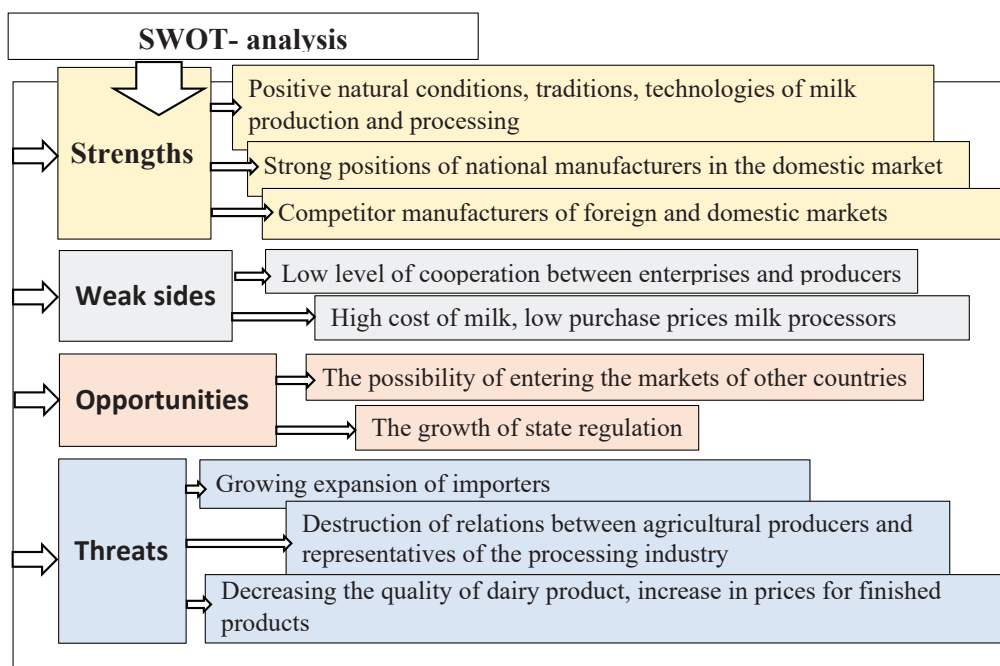 SWOT- analysis
Strengths
Positive natural conditions, traditions, technologies of milk
production and processing
Strong positions of national manufacturers in the domestic market
Competitor manufacturers of foreign and domestic markets
Weak sides
Low level of cooperation between enterprises and producers
High cost of milk, low purchase prices milk processors
Opportunities
The possibility of entering the markets of other countries
The growth of state regulation
Threats
Growing expansion of importers
Destruction of relations between agricultural producers and
representatives of the processing industry
Decreasing the quality of dairy product, increase in prices for finished
products